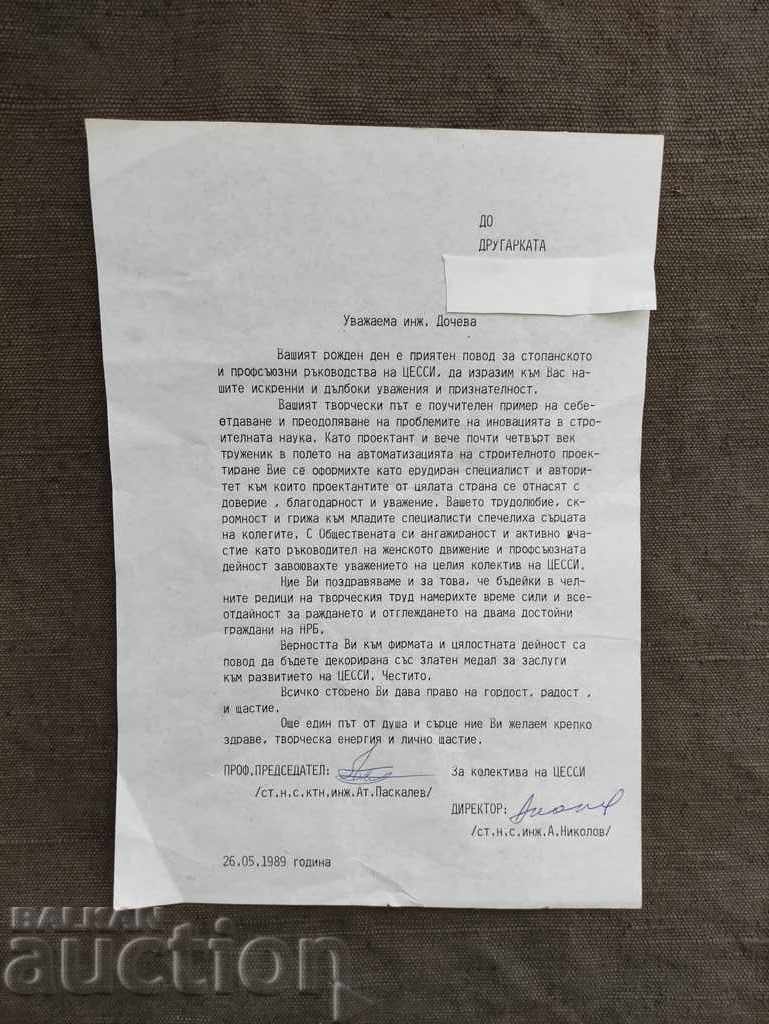 ДО
ДРУГАРКАТА
Уважаема инж. Дочева
Вашият рожден ден е приятен повод за стопанското
и профсъюзни ръководства на ЦЕССИ, да изразим към Вас на-
шите искренни и дълбоки уважения и признателност.
Вашият творчески път е поучителен пример на себе-
отдаване и преодоляване на проблемите на иновацията в стро-
ителната наука. Като проектант и вече почти четвърт век
труженик в полето на автоматизацията на строителното проек-
тиране Вие се оформихте като ерудиран специалист и автори-
тет към които проектантите от цялата страна се отнасят с
доверие , благодарност и уважение. Вашето трудолюбие, ск-
ромност и грижа към младите специалисти спечелиха сърцата
на колегите. С Обществената си ангажираност и активно уча-
стие като ръководител на женското движение и профсъюзната
дейност завоювахте уважението на целия колектив на ЦЕССИ.
Ние Ви поздравяваме и за това, че бъдейки в чел-
ните редици на творческия труд намерихте време сили и все-
отдайност за раждането и отглеждането на двама достойни
граждани на НРБ.
Верността Ви към фирмата и цялостната дейност са
повод да бъдете декорирана със златен медал за заслуги
към развитието на ЦЕССИ. Честито.
Всичко сторено Ви дава право на гордост, радост ,
и щастие.
Още един път от душа и сърце ние Ви желаем крепко
здраве, творческа енергия и лично щастие.
ПРОФ.ПРЕДСЕДАТЕЛ: За колектива на ЦЕССИ
/ст.н.с.ктн.инж.Ат.Паскалев/
ДИРЕКТОР:
/ст.н.с.инж.А.Николов/
26.05.1989 година
BALKAN
auction